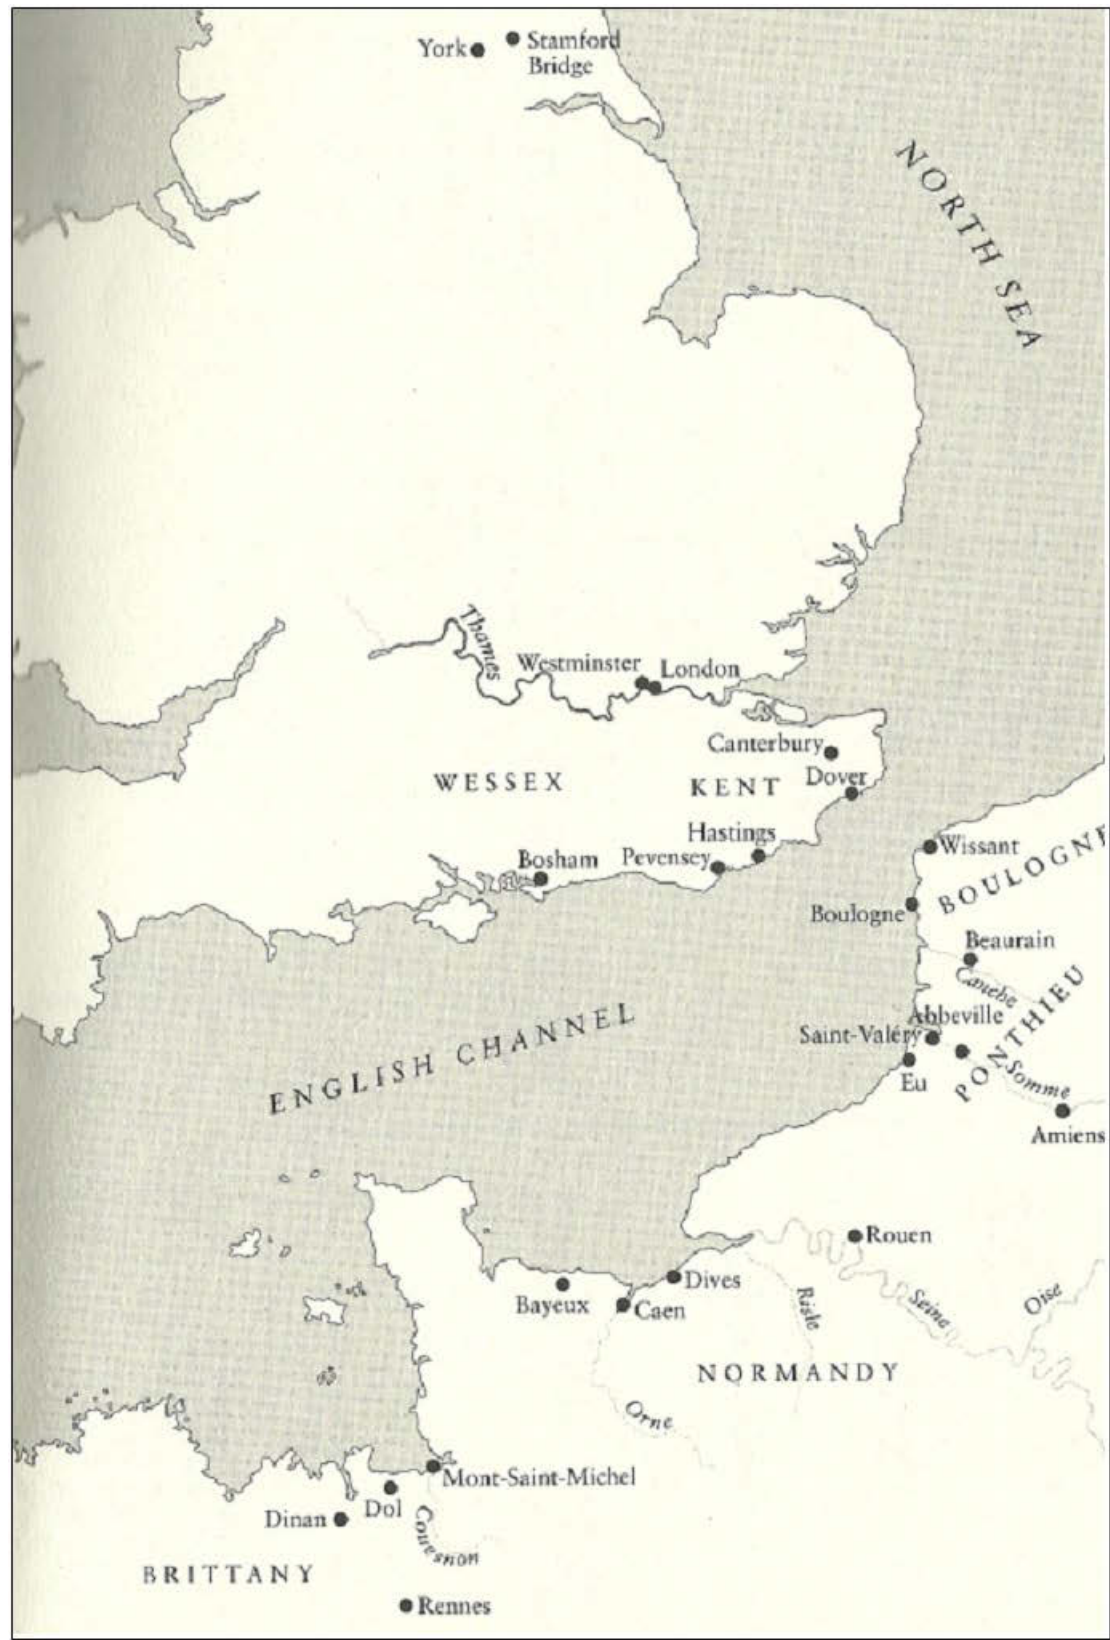 York
Stamford
Bridge
NORTH SEA
Thames
Westminster
London
Canterbury
WESSEX
KENT
Dover
Hastings
Bosham
Pevensey
Wissant
BOULOGNE
Boulogne
Beaurain
Canche
Abbeville
PONTHIEU
Saint-Valéry
ENGLISH CHANNEL
Eu
Somme
Amiens
Rouen
Dives
Bayeux
Caen
Risle
Seine
Oise
NORMANDY
Orne
Mont-Saint-Michel
Dol
Dinan
Couesnon
BRITTANY
Rennes